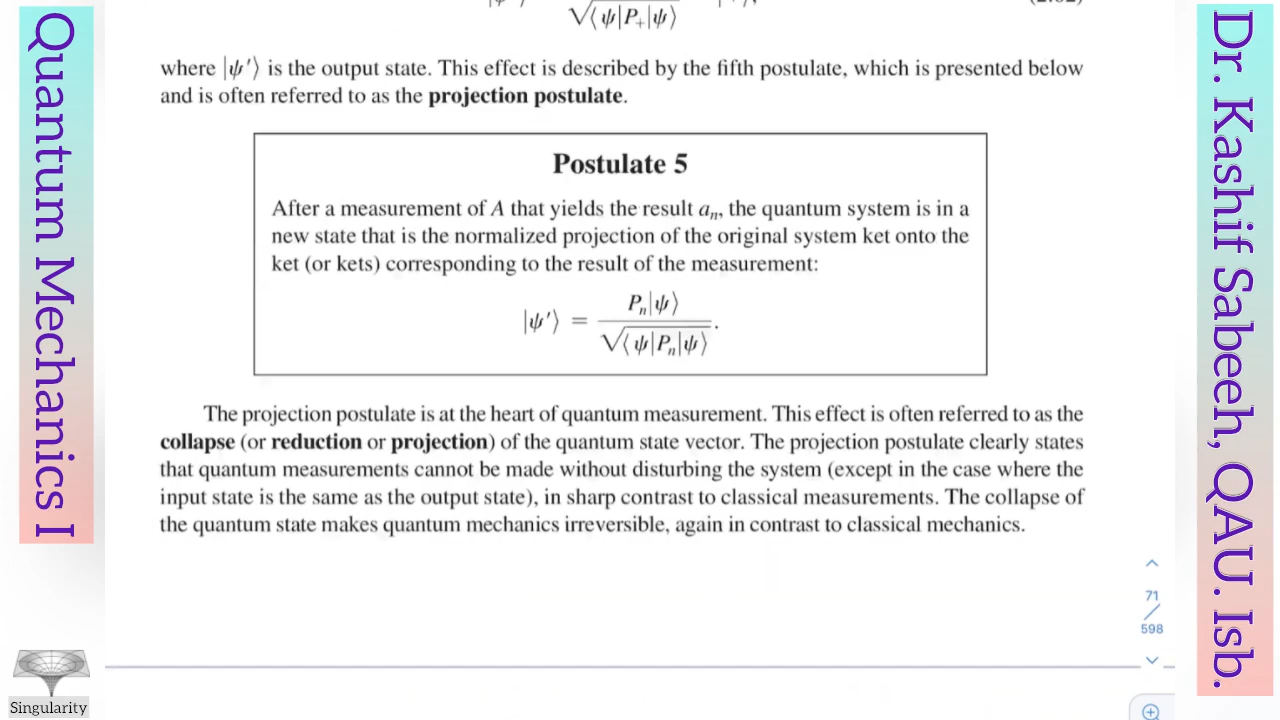 Quantum Mechanics I
√⟨ψ|P₊|ψ⟩
where |ψ′⟩ is the output state. This effect is described by the fifth postulate, which is presented below
and is often referred to as the projection postulate.
Postulate 5
After a measurement of A that yields the result aₙ, the quantum system is in a
new state that is the normalized projection of the original system ket onto the
ket (or kets) corresponding to the result of the measurement:
|ψ′⟩ = Pₙ|ψ⟩ / √⟨ψ|Pₙ|ψ⟩.
The projection postulate is at the heart of quantum measurement. This effect is often referred to as the
collapse (or reduction or projection) of the quantum state vector. The projection postulate clearly states
that quantum measurements cannot be made without disturbing the system (except in the case where the
input state is the same as the output state), in sharp contrast to classical measurements. The collapse of
the quantum state makes quantum mechanics irreversible, again in contrast to classical mechanics.
71
598
Singularity
Dr. Kashif Sabeeh, QAU. Isb.